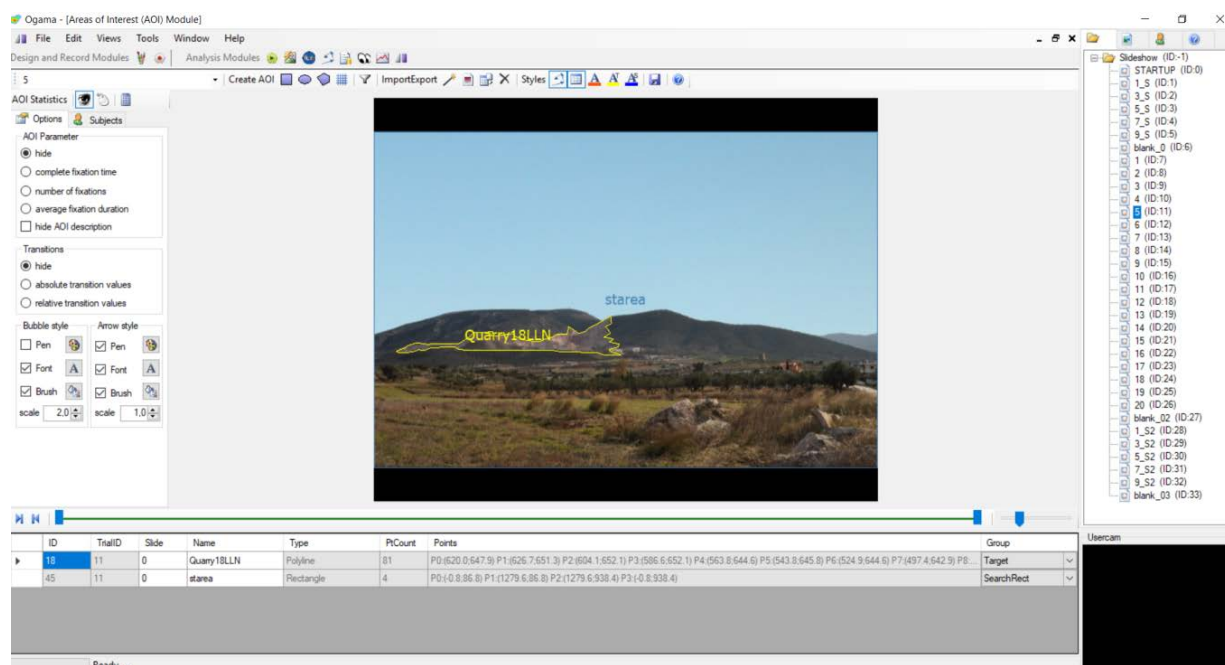 Ogama - [Areas of Interest (AOI) Module]
File Edit Views Tools Window Help
Design and Record Modules Analysis Modules
5 Create AOI ImportExport Styles A A A
AOI Statistics
Options Subjects
AOI Parameter
hide
complete fixation time
number of fixations
average fixation duration
hide AOI description
Transitions
hide
absolute transition values
relative transition values
Bubble style Arrow style
Pen Pen
Font A Font A
Brush Brush
scale 2,0 scale 1,0
starea
Quarry18LLN
Slideshow (ID:-1)
STARTUP (ID:0)
1_S (ID:1)
3_S (ID:2)
5_S (ID:3)
7_S (ID:4)
9_S (ID:5)
blank_0 (ID:6)
1 (ID:7)
2 (ID:8)
3 (ID:9)
4 (ID:10)
5 (ID:11)
6 (ID:12)
7 (ID:13)
8 (ID:14)
9 (ID:15)
10 (ID:16)
11 (ID:17)
12 (ID:18)
13 (ID:19)
14 (ID:20)
15 (ID:21)
16 (ID:22)
17 (ID:23)
18 (ID:24)
19 (ID:25)
20 (ID:26)
blank_02 (ID:27)
1_S2 (ID:28)
3_S2 (ID:29)
5_S2 (ID:30)
7_S2 (ID:31)
9_S2 (ID:32)
blank_03 (ID:33)
ID TrialID Slide Name Type PtCount Points Group
18 11 0 Quarry18LLN Polyline 81 P0:(620.0;647.9) P1:(626.7;651.3) P2:(604.1;652.1) P3:(586.6;652.1) P4:(563.8;644.6) P5:(543.8;645.8) P6:(524.9;644.6) P7:(497.4;642.9) P8:... Target
45 11 0 starea Rectangle 4 P0:(-0.8;86.8) P1:(1279.6;86.8) P2:(1279.6;938.4) P3:(-0.8;938.4) SearchRect
Usercam
Ready